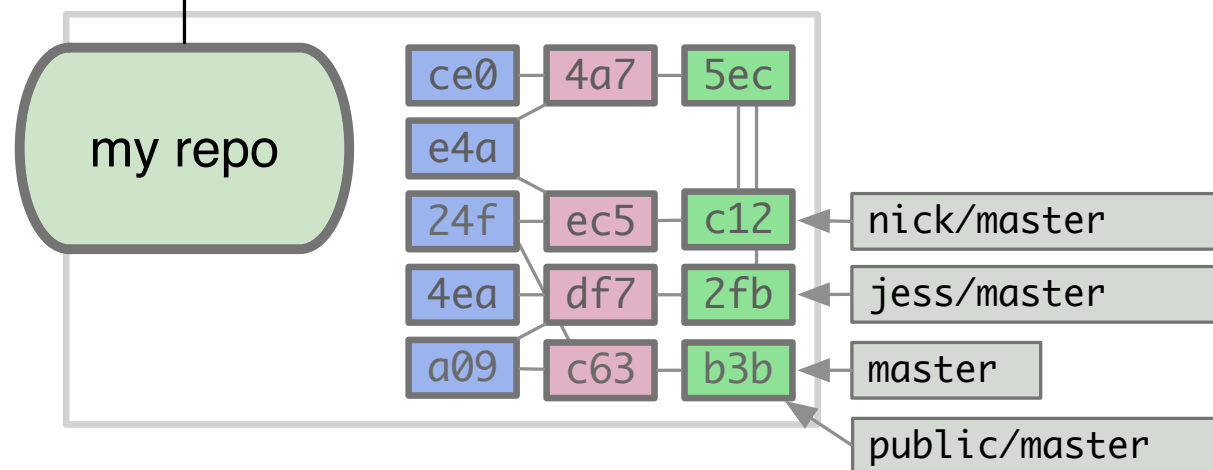 my repo
ce0 4a7 5ec
e4a
24f ec5 c12 nick/master
4ea df7 2fb jess/master
a09 c63 b3b master
public/master